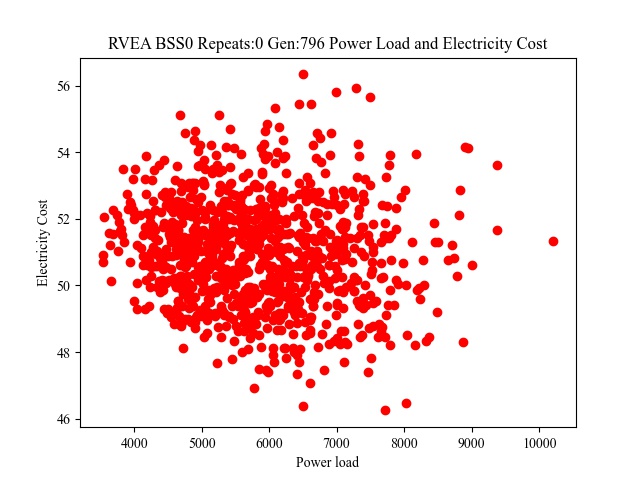 RVEA BSS0 Repeats:0 Gen:796 Power Load and Electricity Cost
56
54
52
50
48
46
Electricity Cost
4000 5000 6000 7000 8000 9000 10000
Power load